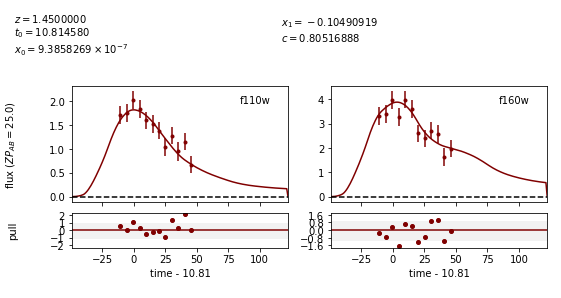 z = 1.4500000
t₀ = 10.814580
x₀ = 9.3858269 × 10⁻⁷
x₁ = −0.10490919
c = 0.80516888
flux (ZP_AB = 25.0)
f110w
2.0
1.5
1.0
0.5
0.0
f160w
4
3
2
1
0
pull
2
1
0
−1
−2
−25 0 25 50 75 100
time - 10.81
1.6
0.8
0.0
−0.8
−1.6
−25 0 25 50 75 100
time - 10.81